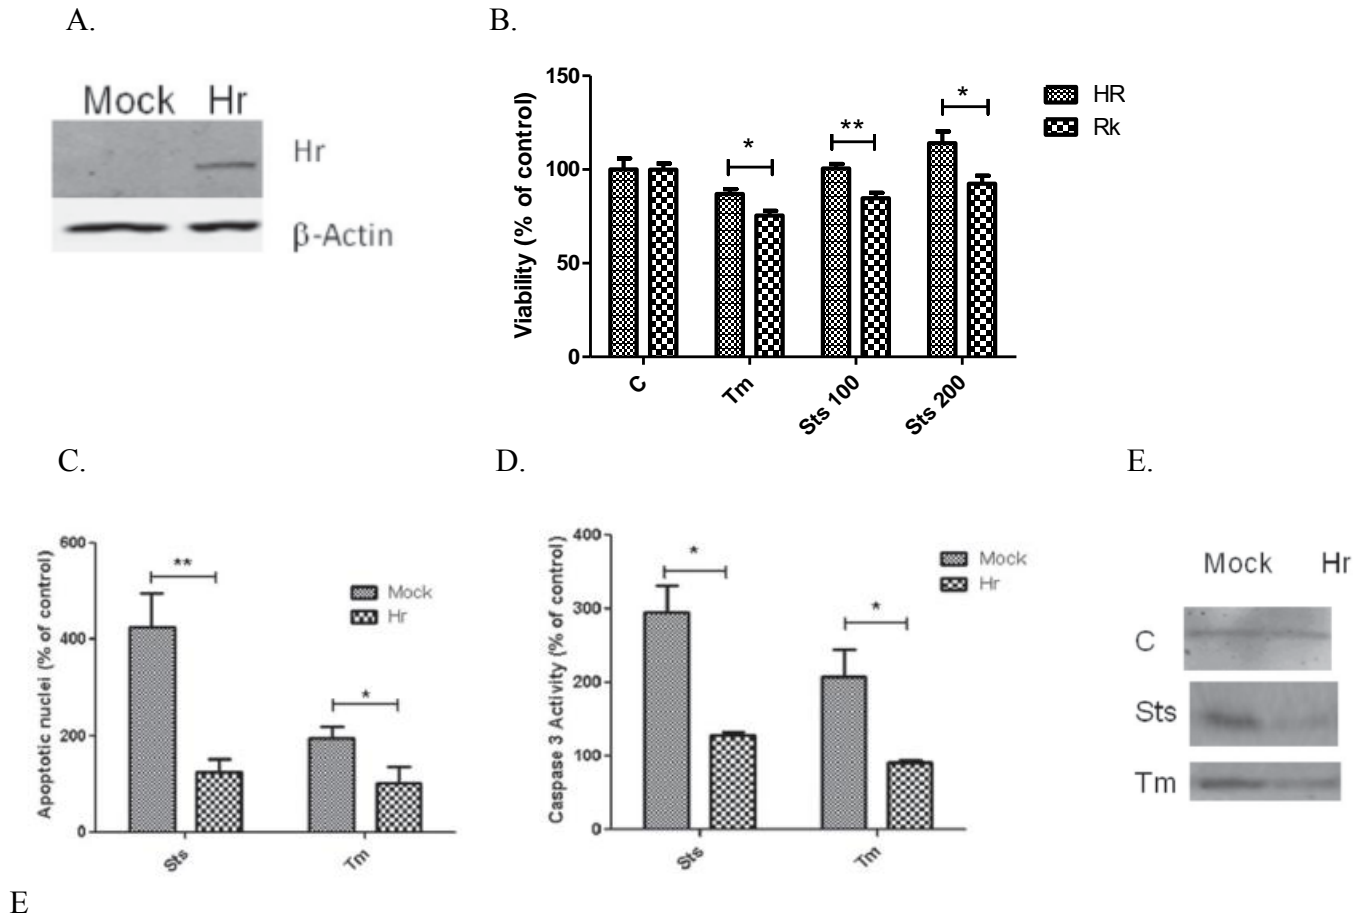 A.
Mock Hr
Hr
β-Actin
B.
Viability (% of control)
150
100
50
0
*
**
*
HR
Rk
C
Tm
Sts 100
Sts 200
C.
Apoptotic nuclei (% of control)
600
400
200
0
**
*
Mock
Hr
Sts
Tm
D.
Caspase 3 Activity (% of control)
400
300
200
100
0
*
*
Mock
Hr
Sts
Tm
E.
Mock Hr
C
Sts
Tm
E